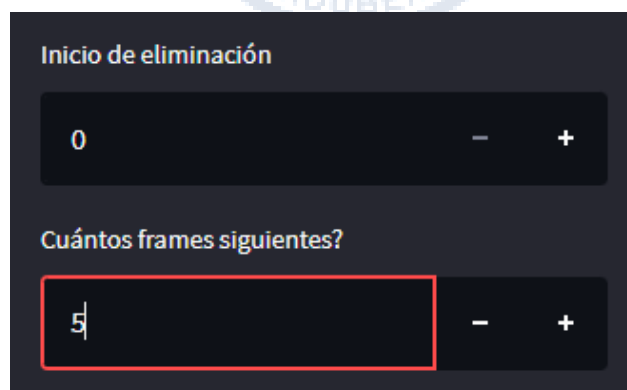 Inicio de eliminación
0 − +
Cuántos frames siguientes?
5 − +